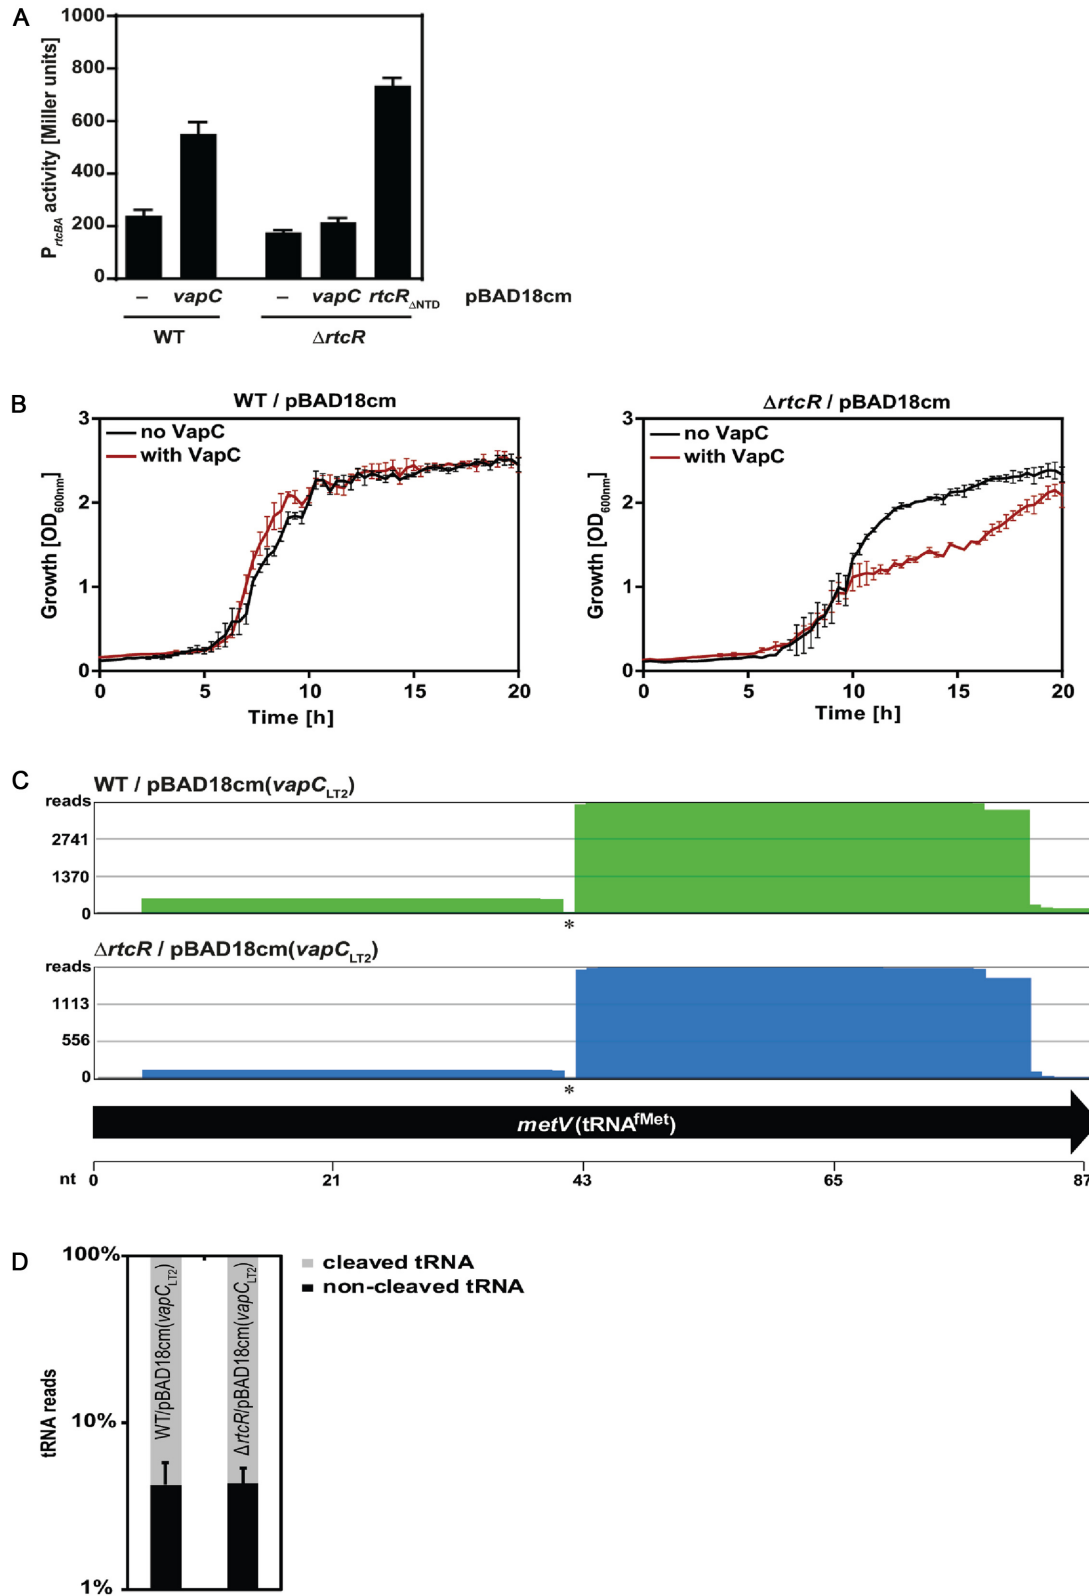 A
1000
800
600
400
200
0
P rtcBA activity [Miller units]
– vapC – vapC rtcRΔNTD pBAD18cm
WT ΔrtcR
B
WT / pBAD18cm
no VapC
with VapC
3
2
1
0
Growth [OD600nm]
0 5 10 15 20
Time [h]
ΔrtcR / pBAD18cm
no VapC
with VapC
3
2
1
0
Growth [OD600nm]
0 5 10 15 20
Time [h]
C
WT / pBAD18cm(vapCLT2)
reads
2741
1370
0
*
ΔrtcR / pBAD18cm(vapCLT2)
reads
1113
556
0
*
metV(tRNAfMet)
nt 0 21 43 65 87
D
100%
10%
1%
tRNA reads
WT/pBAD18cm(vapCLT2)
ΔrtcR/pBAD18cm(vapCLT2)
cleaved tRNA
non-cleaved tRNA